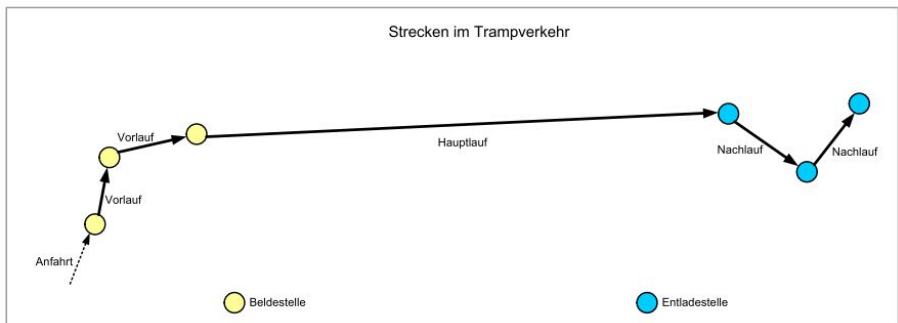 Strecken im Trampverkehr
Vorlauf
Hauptlauf
Nachlauf
Nachlauf
Vorlauf
Anfahrt
Beldestelle
Entladestelle